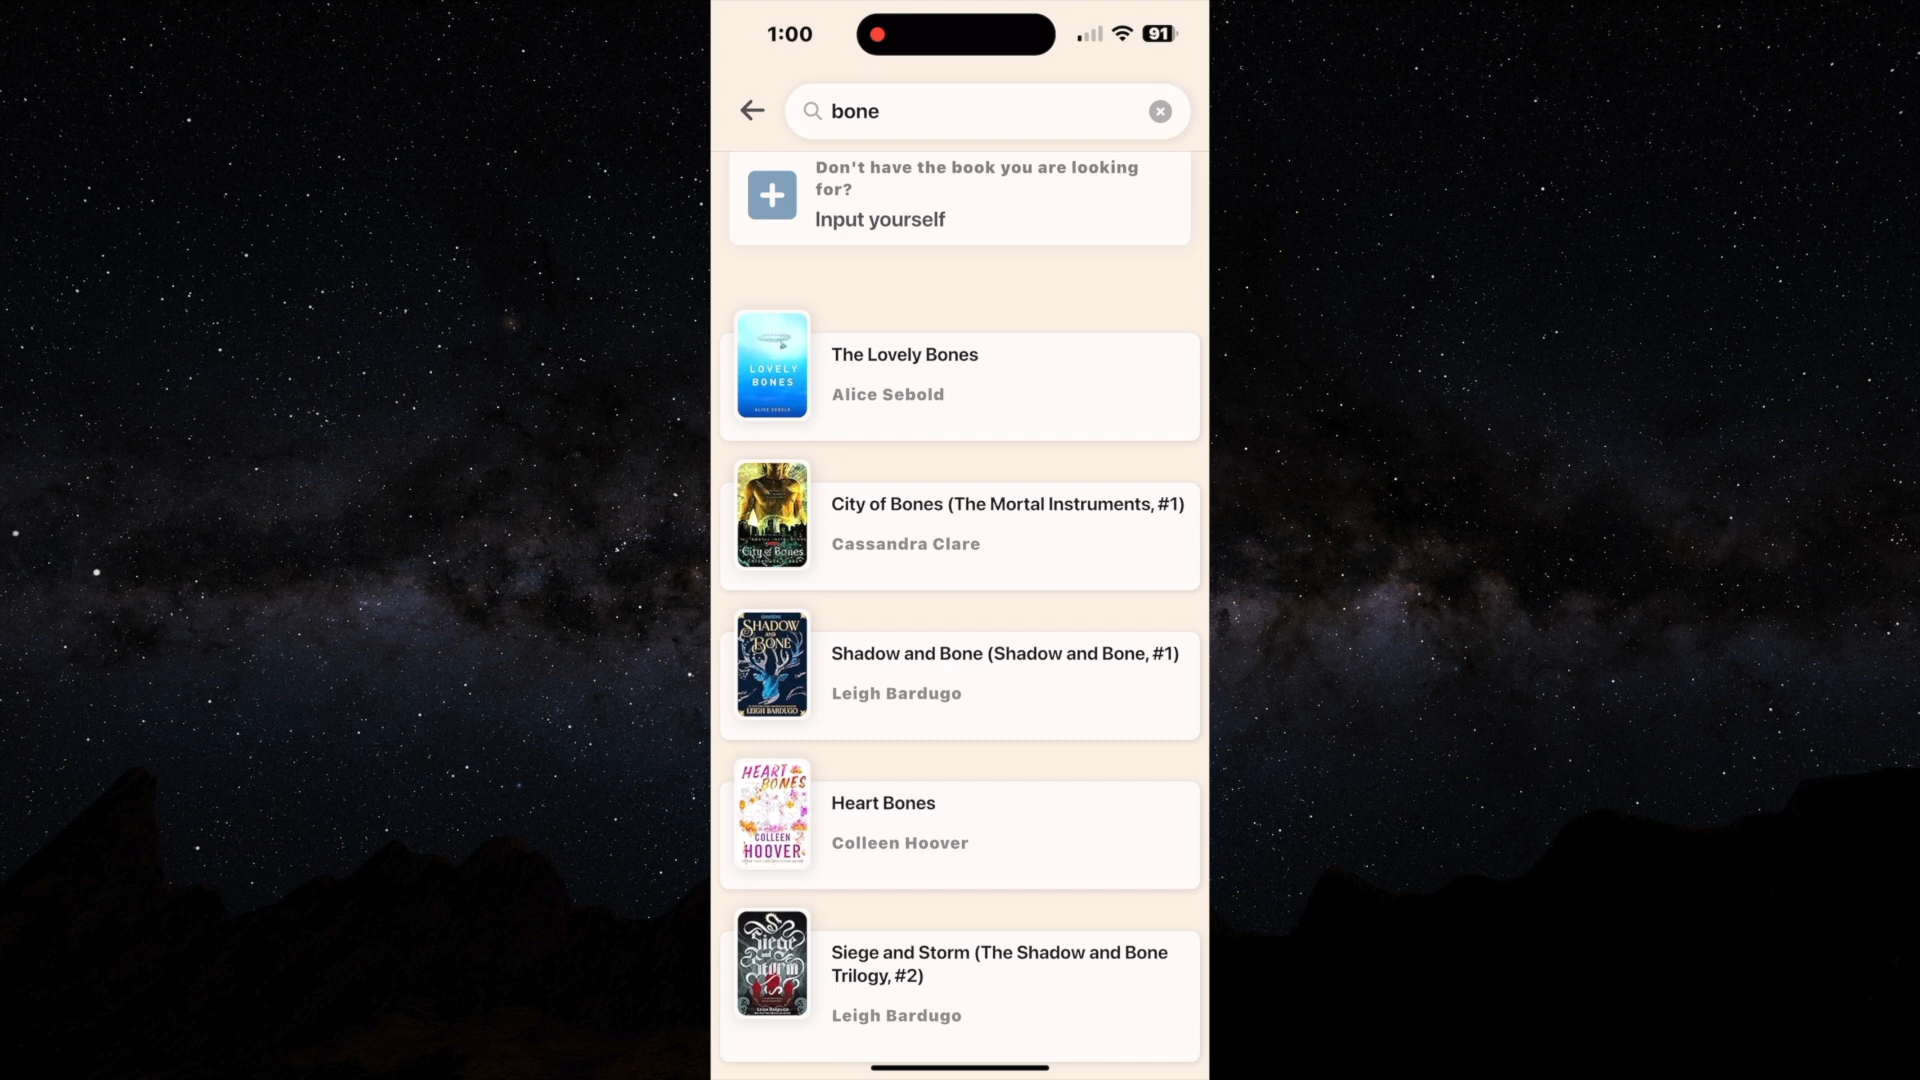 1:00
91
bone
Don't have the book you are looking
for?
Input yourself
LOVELY
BONES
ALICE SEBOLD
The Lovely Bones
Alice Sebold
City of Bones
City of Bones (The Mortal Instruments, #1)
Cassandra Clare
SHADOW
AND
BONE
LEIGH BARDUGO
Shadow and Bone (Shadow and Bone, #1)
Leigh Bardugo
HEART
BONES
COLLEEN
HOOVER
Heart Bones
Colleen Hoover
Siege
and
Storm
Siege and Storm (The Shadow and Bone
Trilogy, #2)
Leigh Bardugo